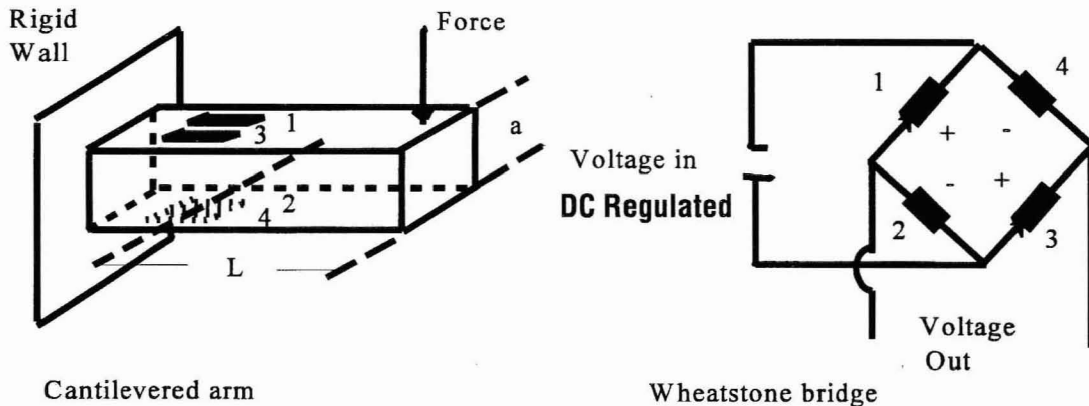 Rigid
Wall
Force
1
3
2
4
a
L
Cantilevered arm
1
4
+ -
- +
2
3
Voltage in
DC Regulated
Voltage
Out
Wheatstone bridge